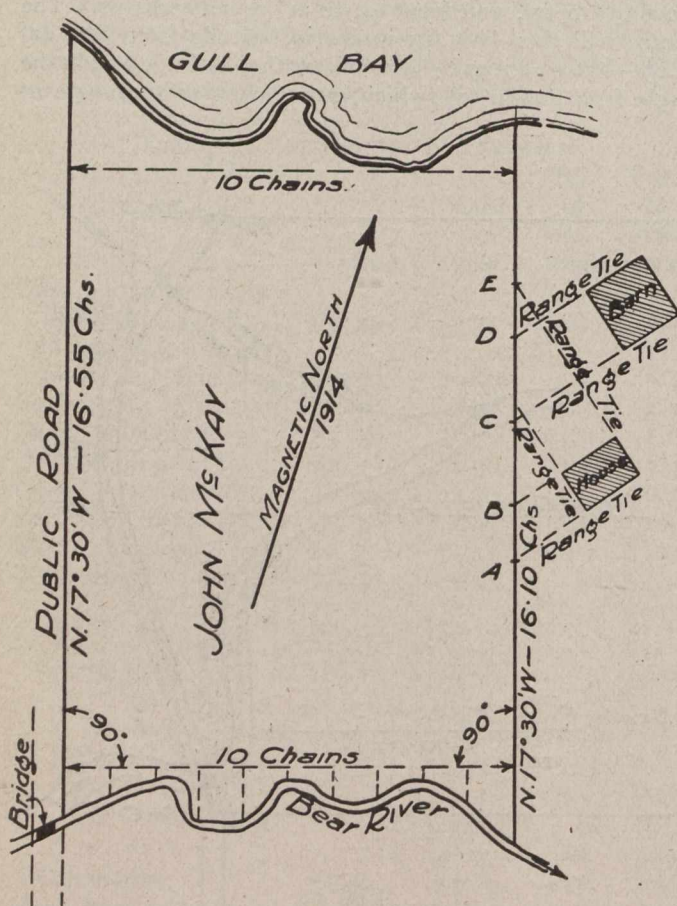 GULL BAY
10 Chains.
MAGNETIC NORTH
1914
PUBLIC ROAD
N. 17° 30' W — 16.55 Chs.
JOHN McKAY
E
Range Tie
Barn
D
Range Tie
Range Tie
C
Range Tie
House
B
Range Tie
A
N. 17° 30' W — 16.10 Chs
90°
90°
10 Chains
Bridge
Bear River